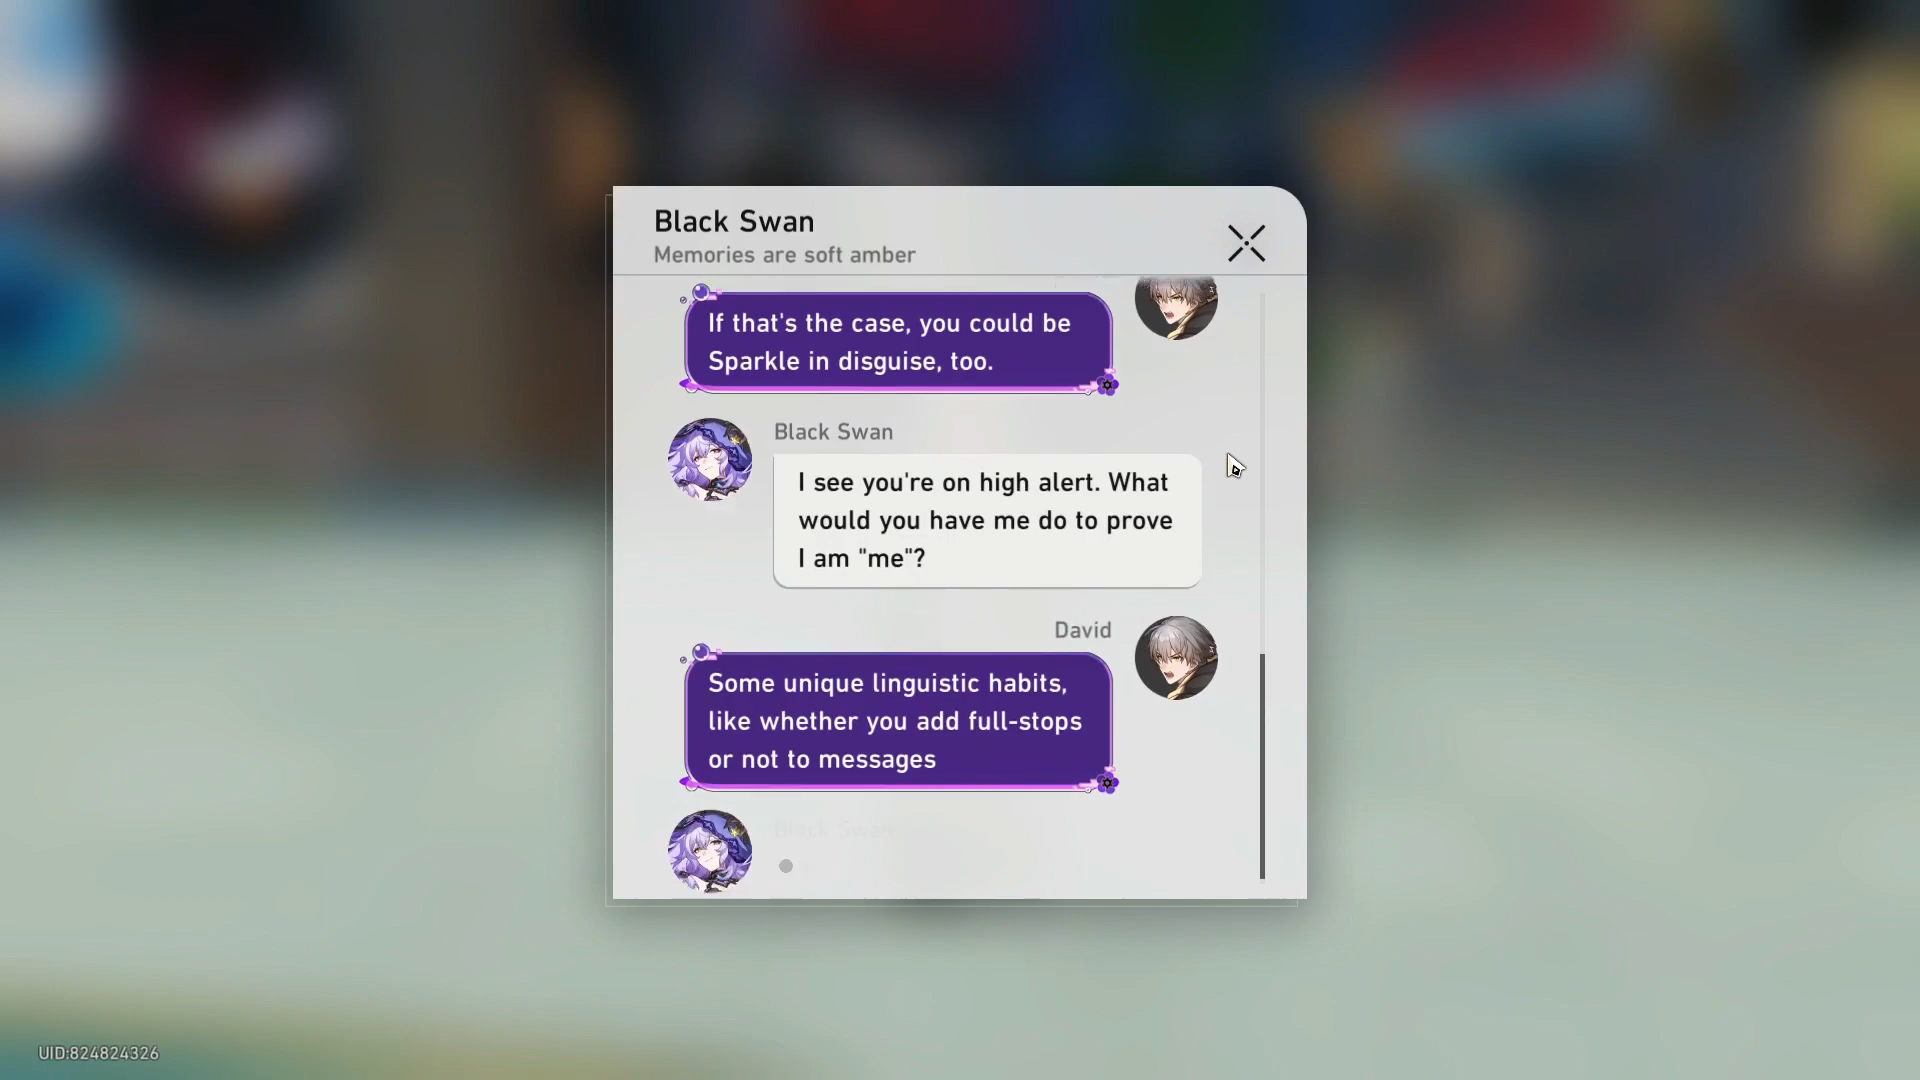 Black Swan
Memories are soft amber
If that's the case, you could be
Sparkle in disguise, too.
Black Swan
I see you're on high alert. What
would you have me do to prove
I am "me"?
David
Some unique linguistic habits,
like whether you add full-stops
or not to messages
Black Swan
UID:824824326